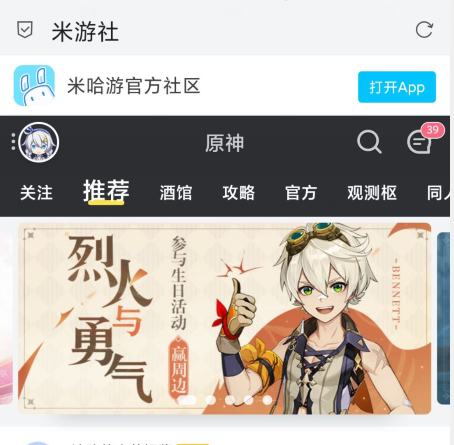 米游社
米哈游官方社区
打开App
原神
39
关注
推荐
酒馆
攻略
官方
观测枢
同人
烈火
与
勇气
参与生日活动
赢周边
-BENNETT-